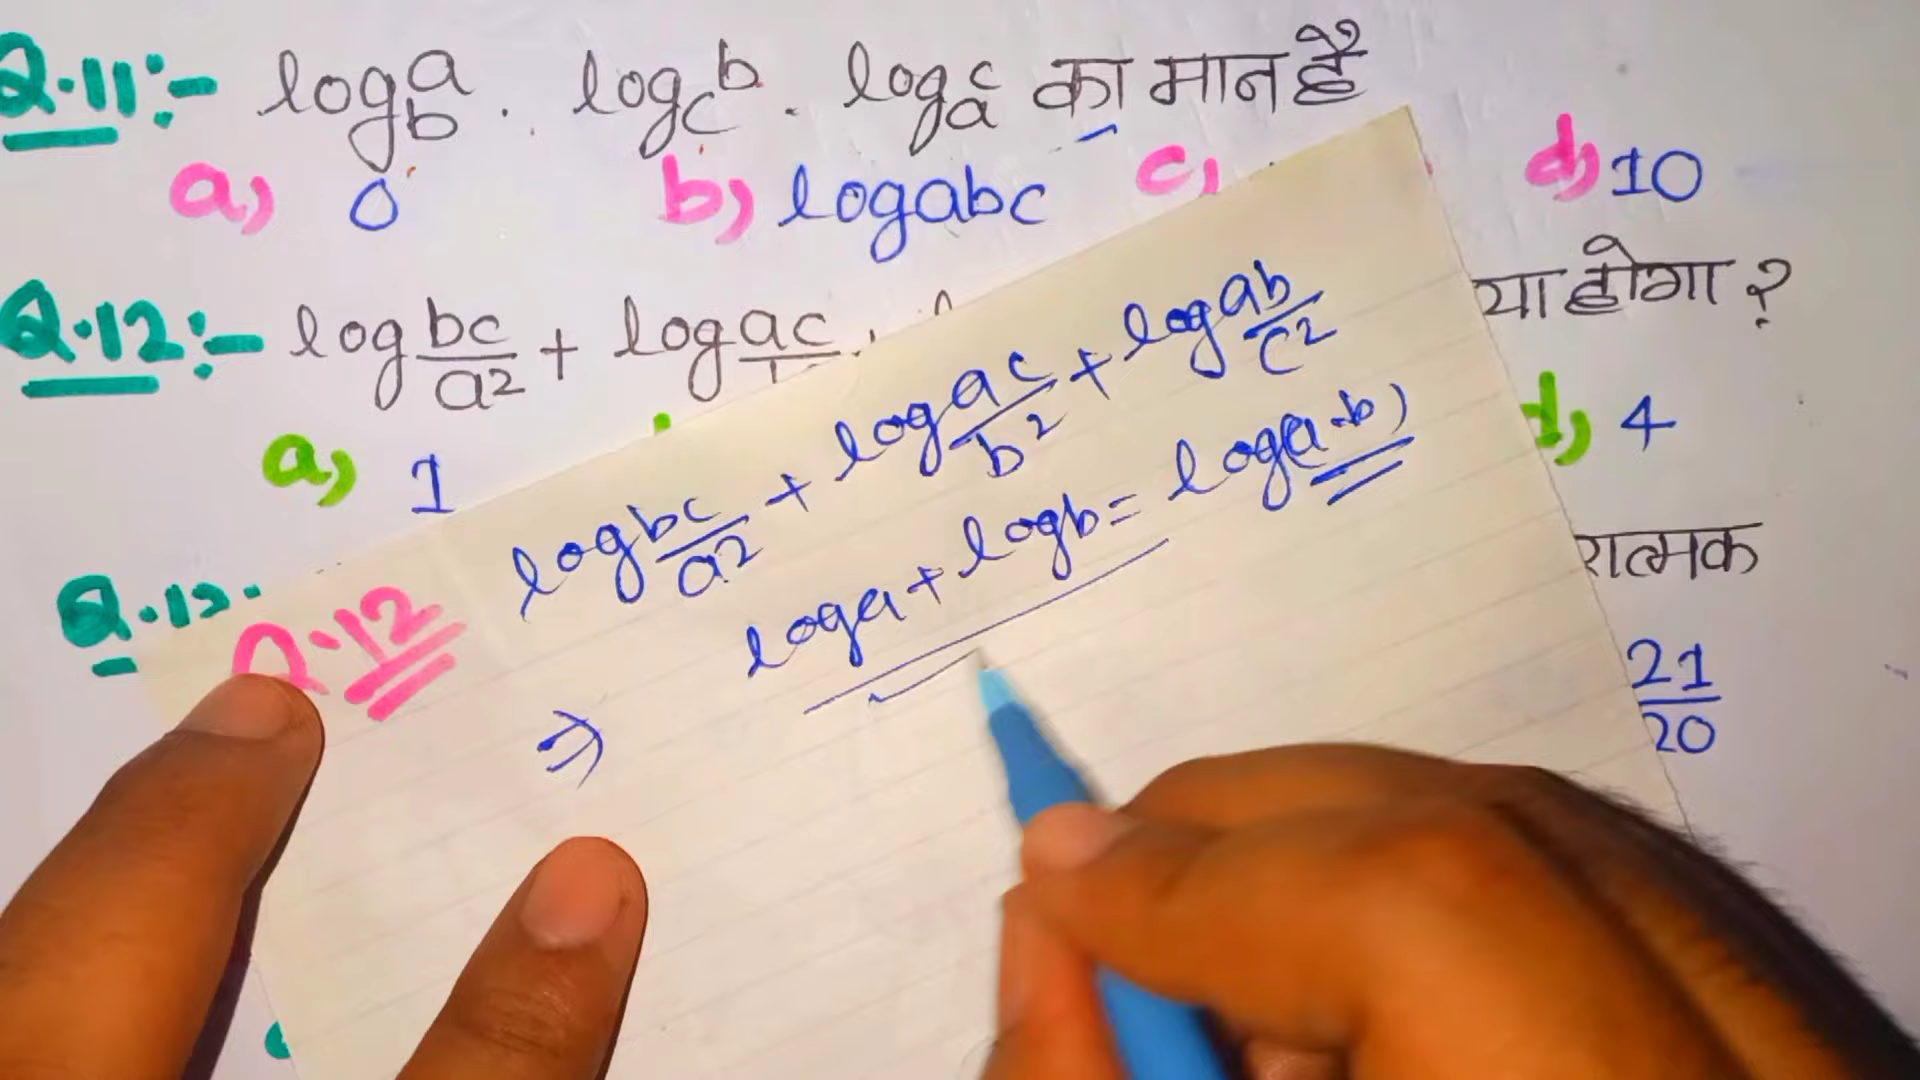 Q.11:- log_b a . log_c b . log_a c का मान है
a) 0 b) logabc c) d) 10
Q.12:- log bc/a² + log ac/ होगा ?
a) 1 d) 4
Q.12
log bc/a² + log ac/b² + log ab/c²
loga + logb = log(a.b)
⇒
21/20